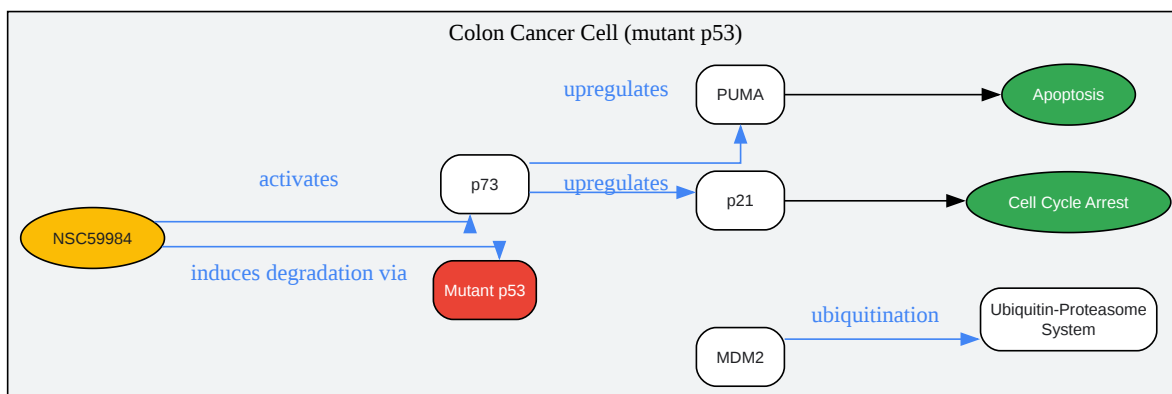 Colon Cancer Cell (mutant p53)
upregulates
PUMA
Apoptosis
activates
p73
upregulates
p21
Cell Cycle Arrest
NSC59984
induces degradation via
Mutant p53
ubiquitination
Ubiquitin-Proteasome
System
MDM2